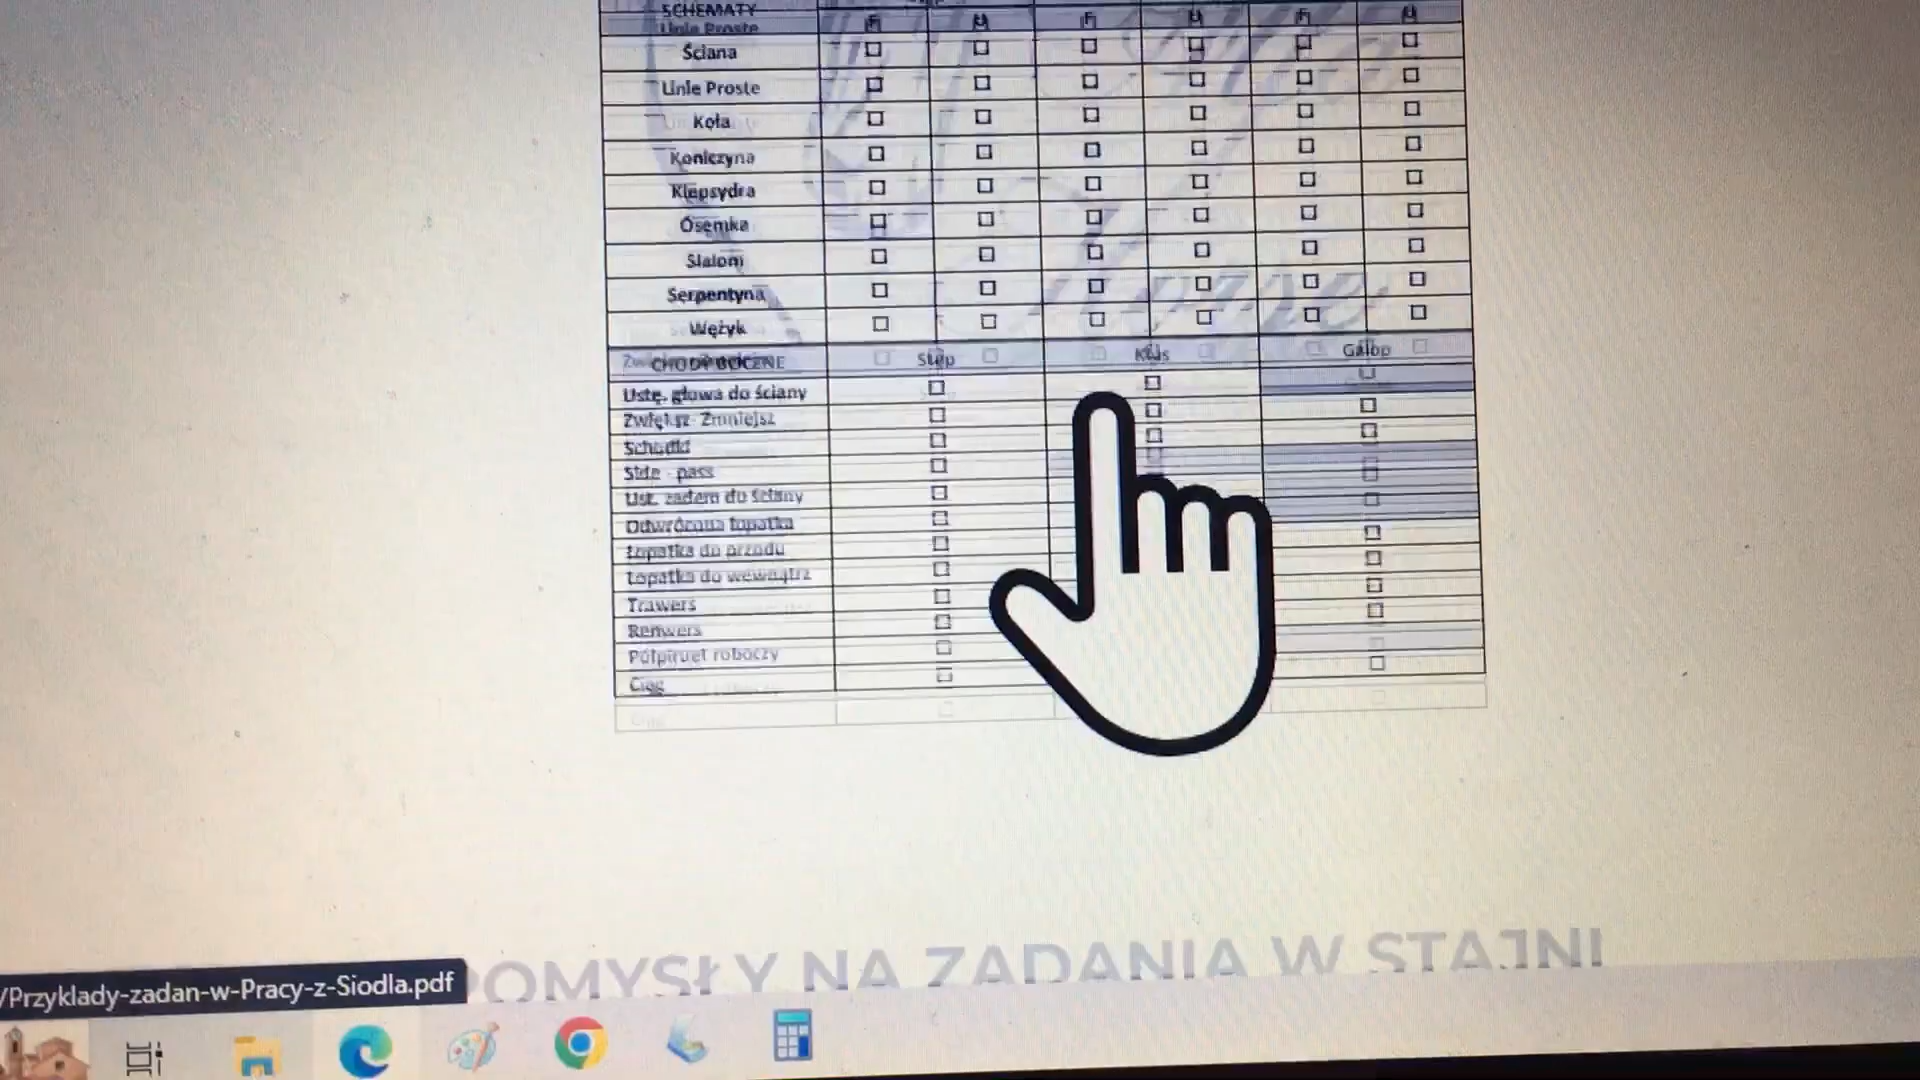 SCHEMATY
Linie Proste
Ściana
Linie Proste
Koła
Koniczyna
Klepsydra
Ósemka
Slalom
Serpentyna
Wężyk
CHODY BOCZNE Stęp Kłus Galop
Ustę. głowa do ściany
Zwiększ- Zmniejsz
Schodki
Side - pass
Ust. zadem do ściany
Odwrócona łopatka
Łopatka do przodu
Łopatka do wewnątrz
Trawers
Renwers
Półpiruet roboczy
Ciąg
POMYSŁY NA ZADANIA W STAJNI
/Przyklady-zadan-w-Pracy-z-Siodla.pdf